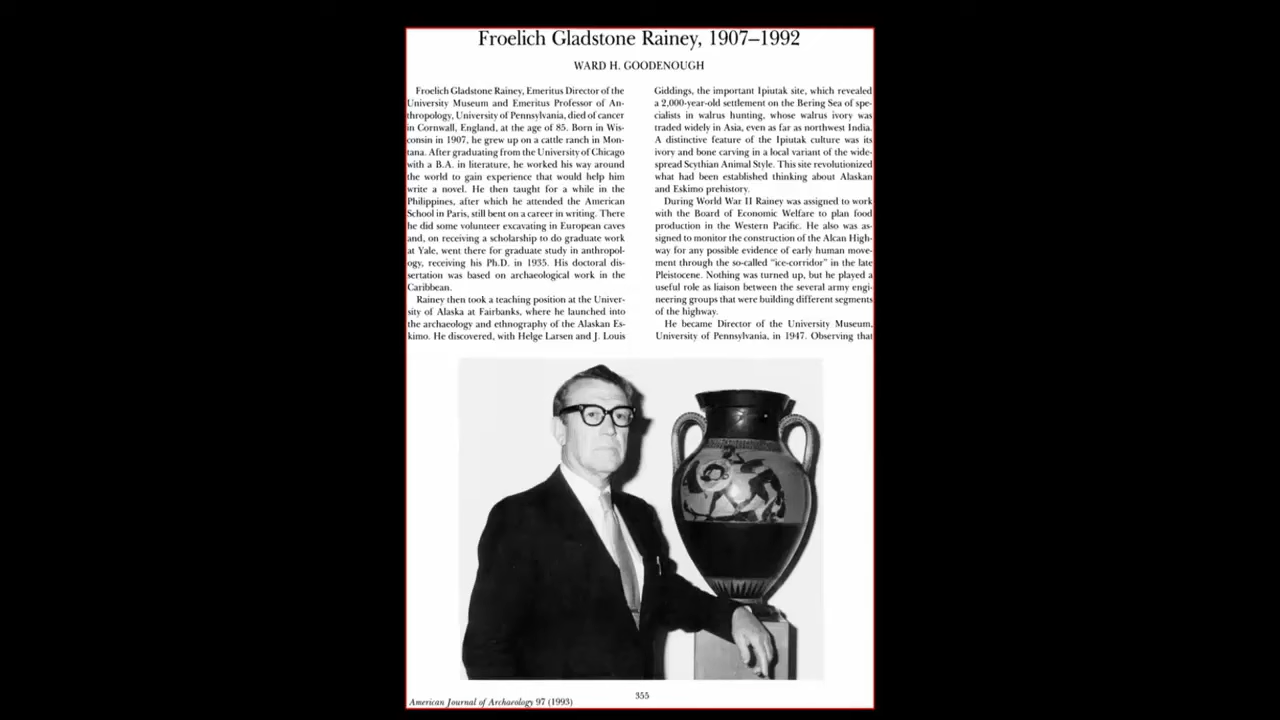 Froelich Gladstone Rainey, 1907–1992
WARD H. GOODENOUGH
Froelich Gladstone Rainey, Emeritus Director of the
University Museum and Emeritus Professor of An-
thropology, University of Pennsylvania, died of cancer
in Cornwall, England, at the age of 85. Born in Wis-
consin in 1907, he grew up on a cattle ranch in Mon-
tana. After graduating from the University of Chicago
with a B.A. in literature, he worked his way around
the world to gain experience that would help him
write a novel. He then taught for a while in the
Philippines, after which he attended the American
School in Paris, still bent on a career in writing. There
he did some volunteer excavating in European caves
and, on receiving a scholarship to do graduate work
at Yale, went there for graduate study in anthropol-
ogy, receiving his Ph.D. in 1935. His doctoral dis-
sertation was based on archaeological work in the
Caribbean.
Rainey then took a teaching position at the Univer-
sity of Alaska at Fairbanks, where he launched into
the archaeology and ethnography of the Alaskan Es-
kimo. He discovered, with Helge Larsen and J. Louis
Giddings, the important Ipiutak site, which revealed
a 2,000-year-old settlement on the Bering Sea of spe-
cialists in walrus hunting, whose walrus ivory was
traded widely in Asia, even as far as northwest India.
A distinctive feature of the Ipiutak culture was its
ivory and bone carving in a local variant of the wide-
spread Scythian Animal Style. This site revolutionized
what had been established thinking about Alaskan
and Eskimo prehistory.
During World War II Rainey was assigned to work
with the Board of Economic Welfare to plan food
production in the Western Pacific. He also was as-
signed to monitor the construction of the Alcan High-
way for any possible evidence of early human move-
ment through the so-called "ice-corridor" in the late
Pleistocene. Nothing was turned up, but he played a
useful role as liaison between the several army engi-
neering groups that were building different segments
of the highway.
He became Director of the University Museum,
University of Pennsylvania, in 1947. Observing that
355
American Journal of Archaeology 97 (1993)